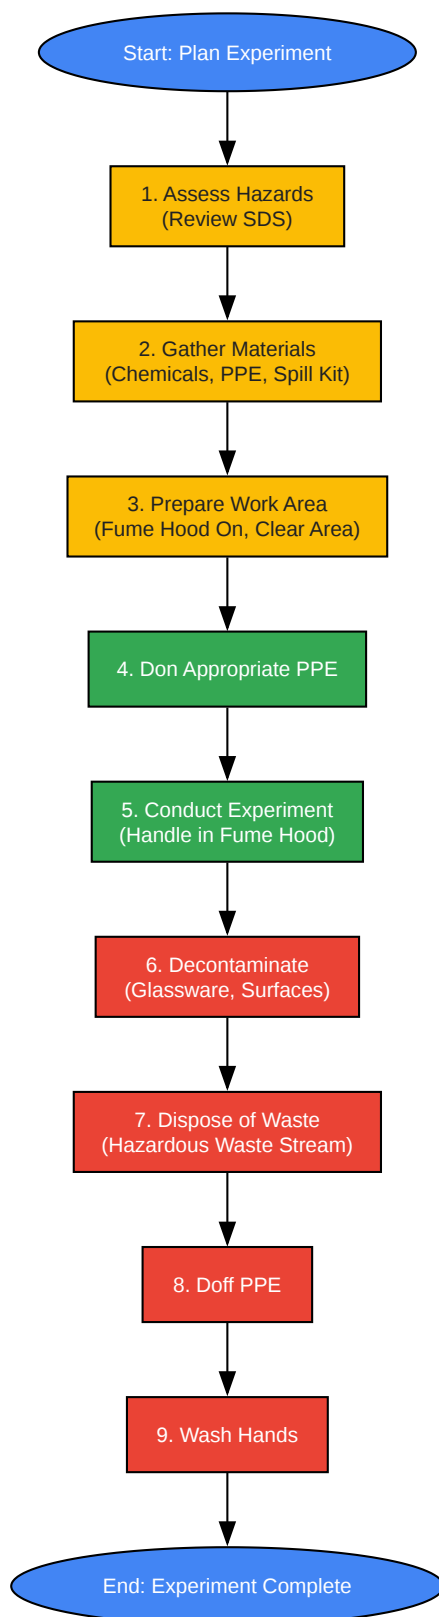 Start: Plan Experiment
1. Assess Hazards
(Review SDS)
2. Gather Materials
(Chemicals, PPE, Spill Kit)
3. Prepare Work Area
(Fume Hood On, Clear Area)
4. Don Appropriate PPE
5. Conduct Experiment
(Handle in Fume Hood)
6. Decontaminate
(Glassware, Surfaces)
7. Dispose of Waste
(Hazardous Waste Stream)
8. Doff PPE
9. Wash Hands
End: Experiment Complete